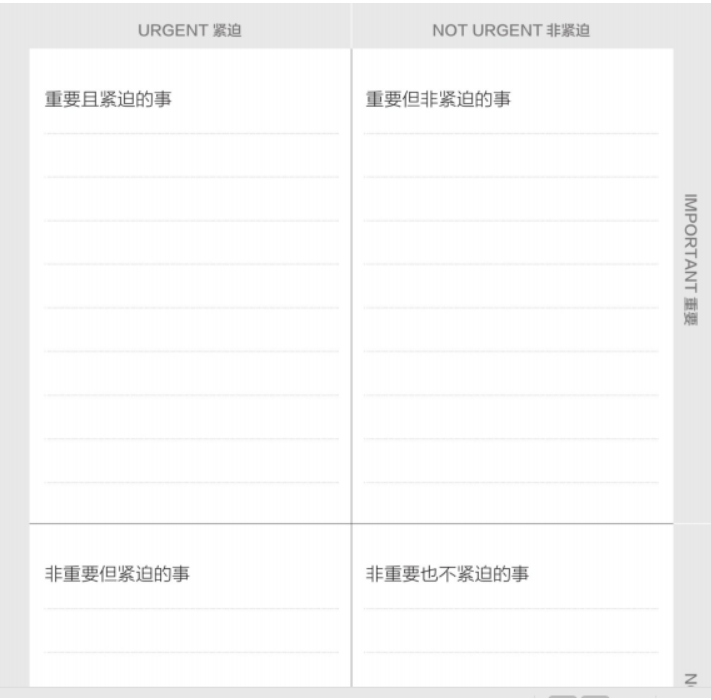 URGENT 紧迫
NOT URGENT 非紧迫
重要且紧迫的事
重要但非紧迫的事
IMPORTANT 重要
非重要但紧迫的事
非重要也不紧迫的事